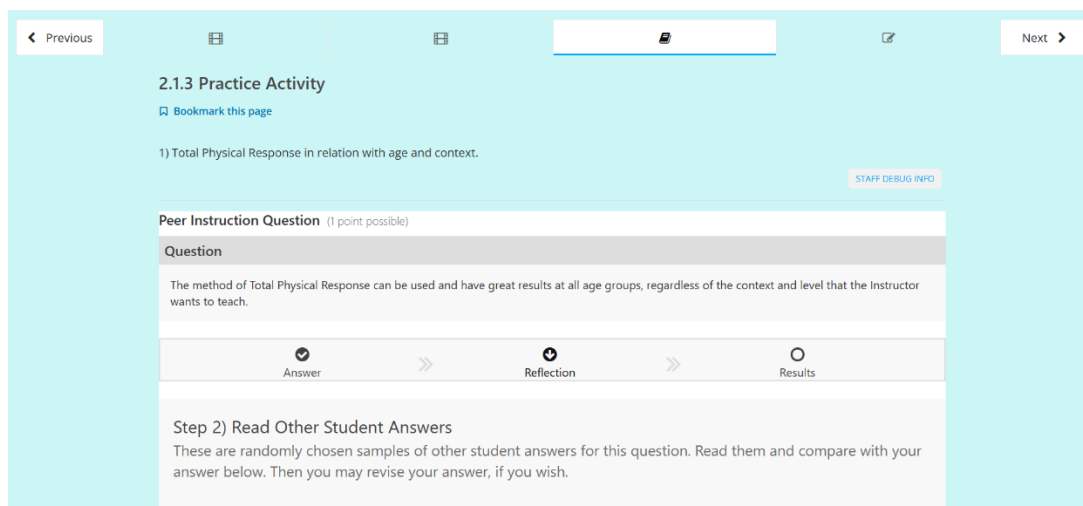 Previous
Next
2.1.3 Practice Activity
Bookmark this page
1) Total Physical Response in relation with age and context.
STAFF DEBUG INFO
Peer Instruction Question (1 point possible)
Question
The method of Total Physical Response can be used and have great results at all age groups, regardless of the context and level that the Instructor
wants to teach.
Answer
Reflection
Results
Step 2) Read Other Student Answers
These are randomly chosen samples of other student answers for this question. Read them and compare with your
answer below. Then you may revise your answer, if you wish.